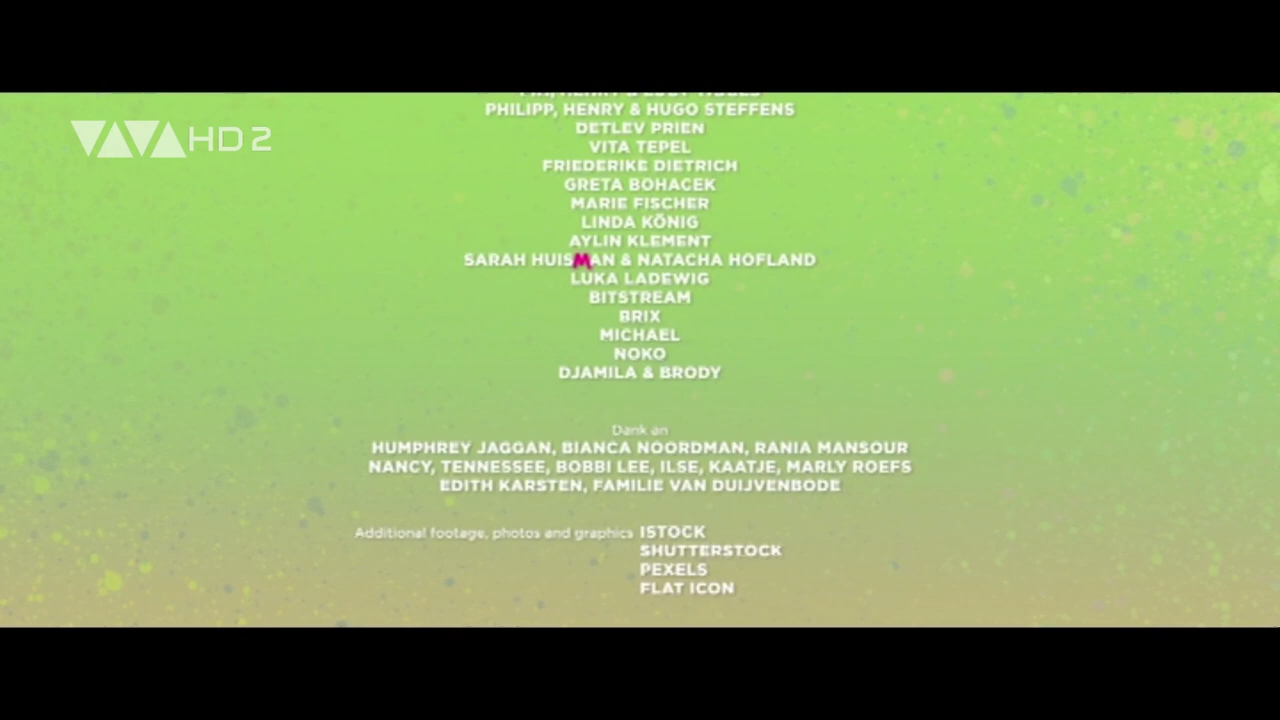 VAVA HD 2
PHILIPP, HENRY & HUGO STEFFENS
DETLEV PRIEN
VITA TEPEL
FRIEDERIKE DIETRICH
GRETA BOHACEK
MARIE FISCHER
LINDA KÖNIG
AYLIN KLEMENT
SARAH HUISMAN & NATACHA HOFLAND
LUKA LADEWIG
BITSTREAM
BRIX
MICHAEL
NOKO
DJAMILA & BRODY
Dank an
HUMPHREY JAGGAN, BIANCA NOORDMAN, RANIA MANSOUR
NANCY, TENNESSEE, BOBBI LEE, ILSE, KAATJE, MARLY ROEFS
EDITH KARSTEN, FAMILIE VAN DUIJVENBODE
Additional footage, photos and graphics ISTOCK
SHUTTERSTOCK
PEXELS
FLAT ICON